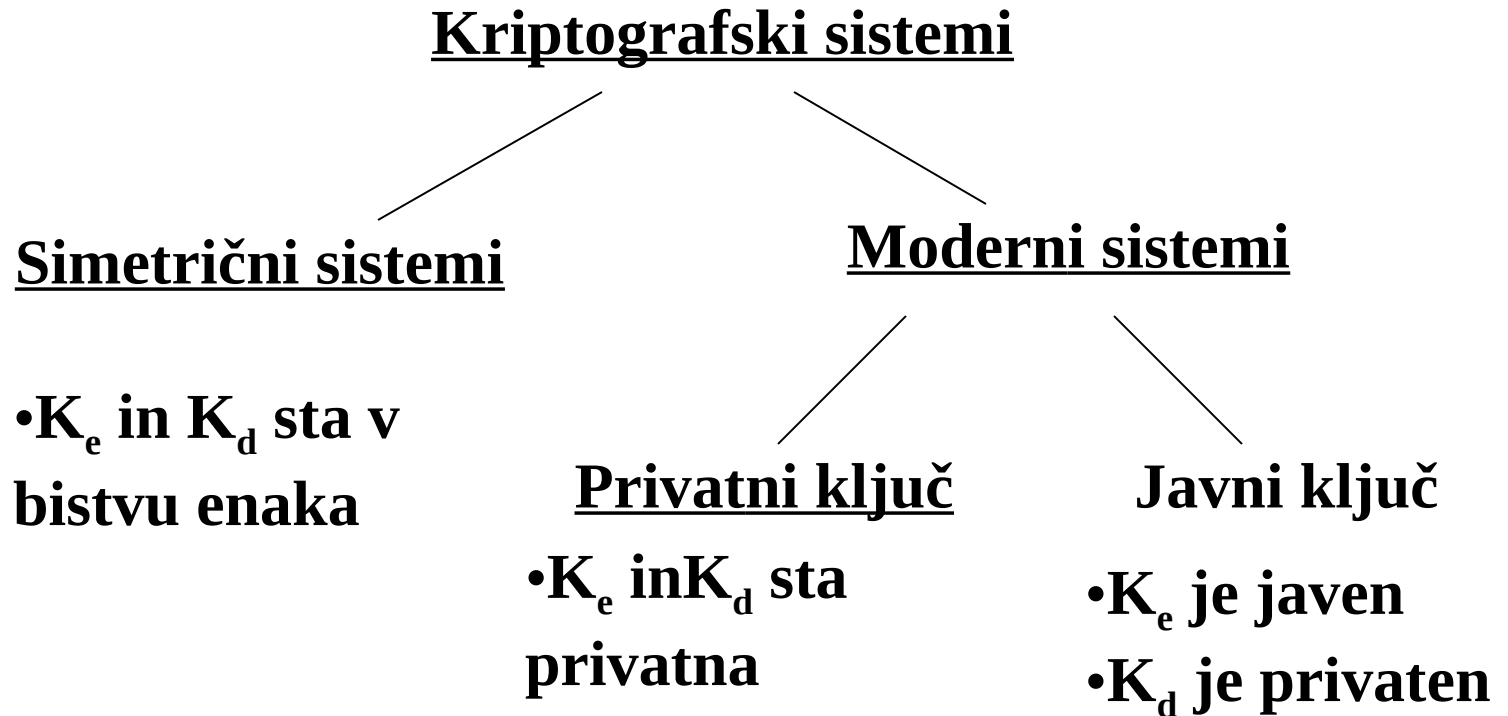 Kriptografski sistemi
Simetrični sistemi
•Ke in Kd sta v
bistvu enaka
Moderni sistemi
Privatni ključ
•Ke inKd sta
privatna
Javni ključ
•Ke je javen
•Kd je privaten